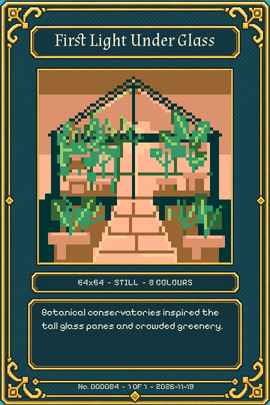 First Light Under Glass
64x64 - STILL - 8 COLOURS
Botanical conservatories inspired the
tall glass panes and crowded greenery.
No. 000084 - 1 OF 1 - 2025-11-19